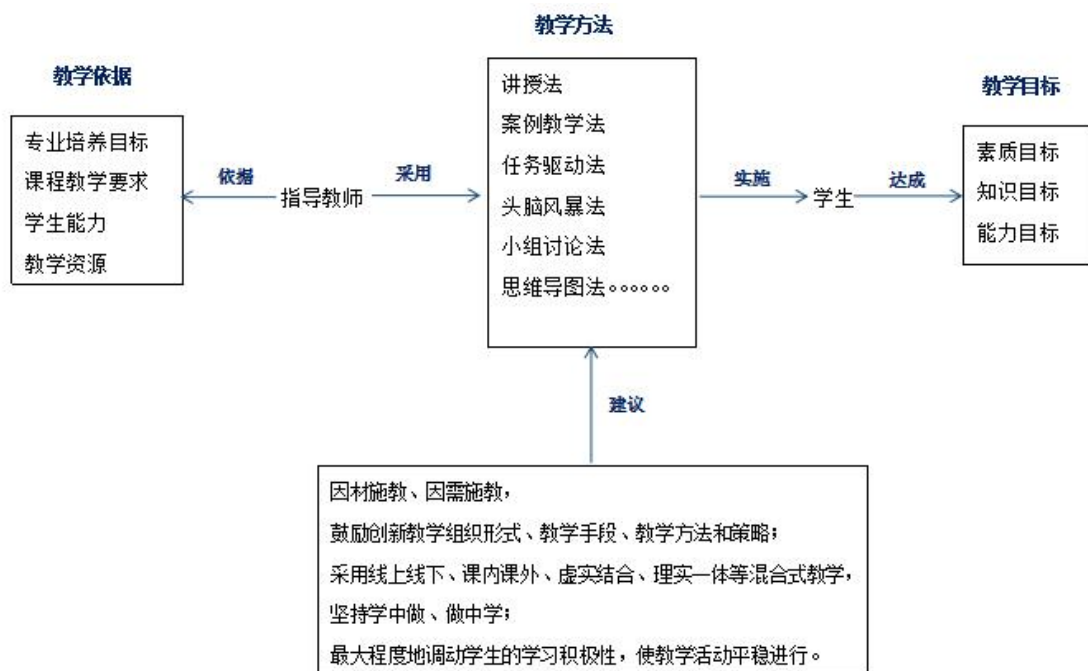 教学方法
教学依据
教学目标
专业培养目标
课程教学要求
学生能力
教学资源
依据
指导教师
采用
讲授法
案例教学法
任务驱动法
头脑风暴法
小组讨论法
思维导图法。。。。。。
实施
学生
达成
素质目标
知识目标
能力目标
建议
因材施教、因需施教，
鼓励创新教学组织形式、教学手段、教学方法和策略；
采用线上线下、课内课外、虚实结合、理实一体等混合式教学，
坚持学中做、做中学；
最大程度地调动学生的学习积极性，使教学活动平稳进行。